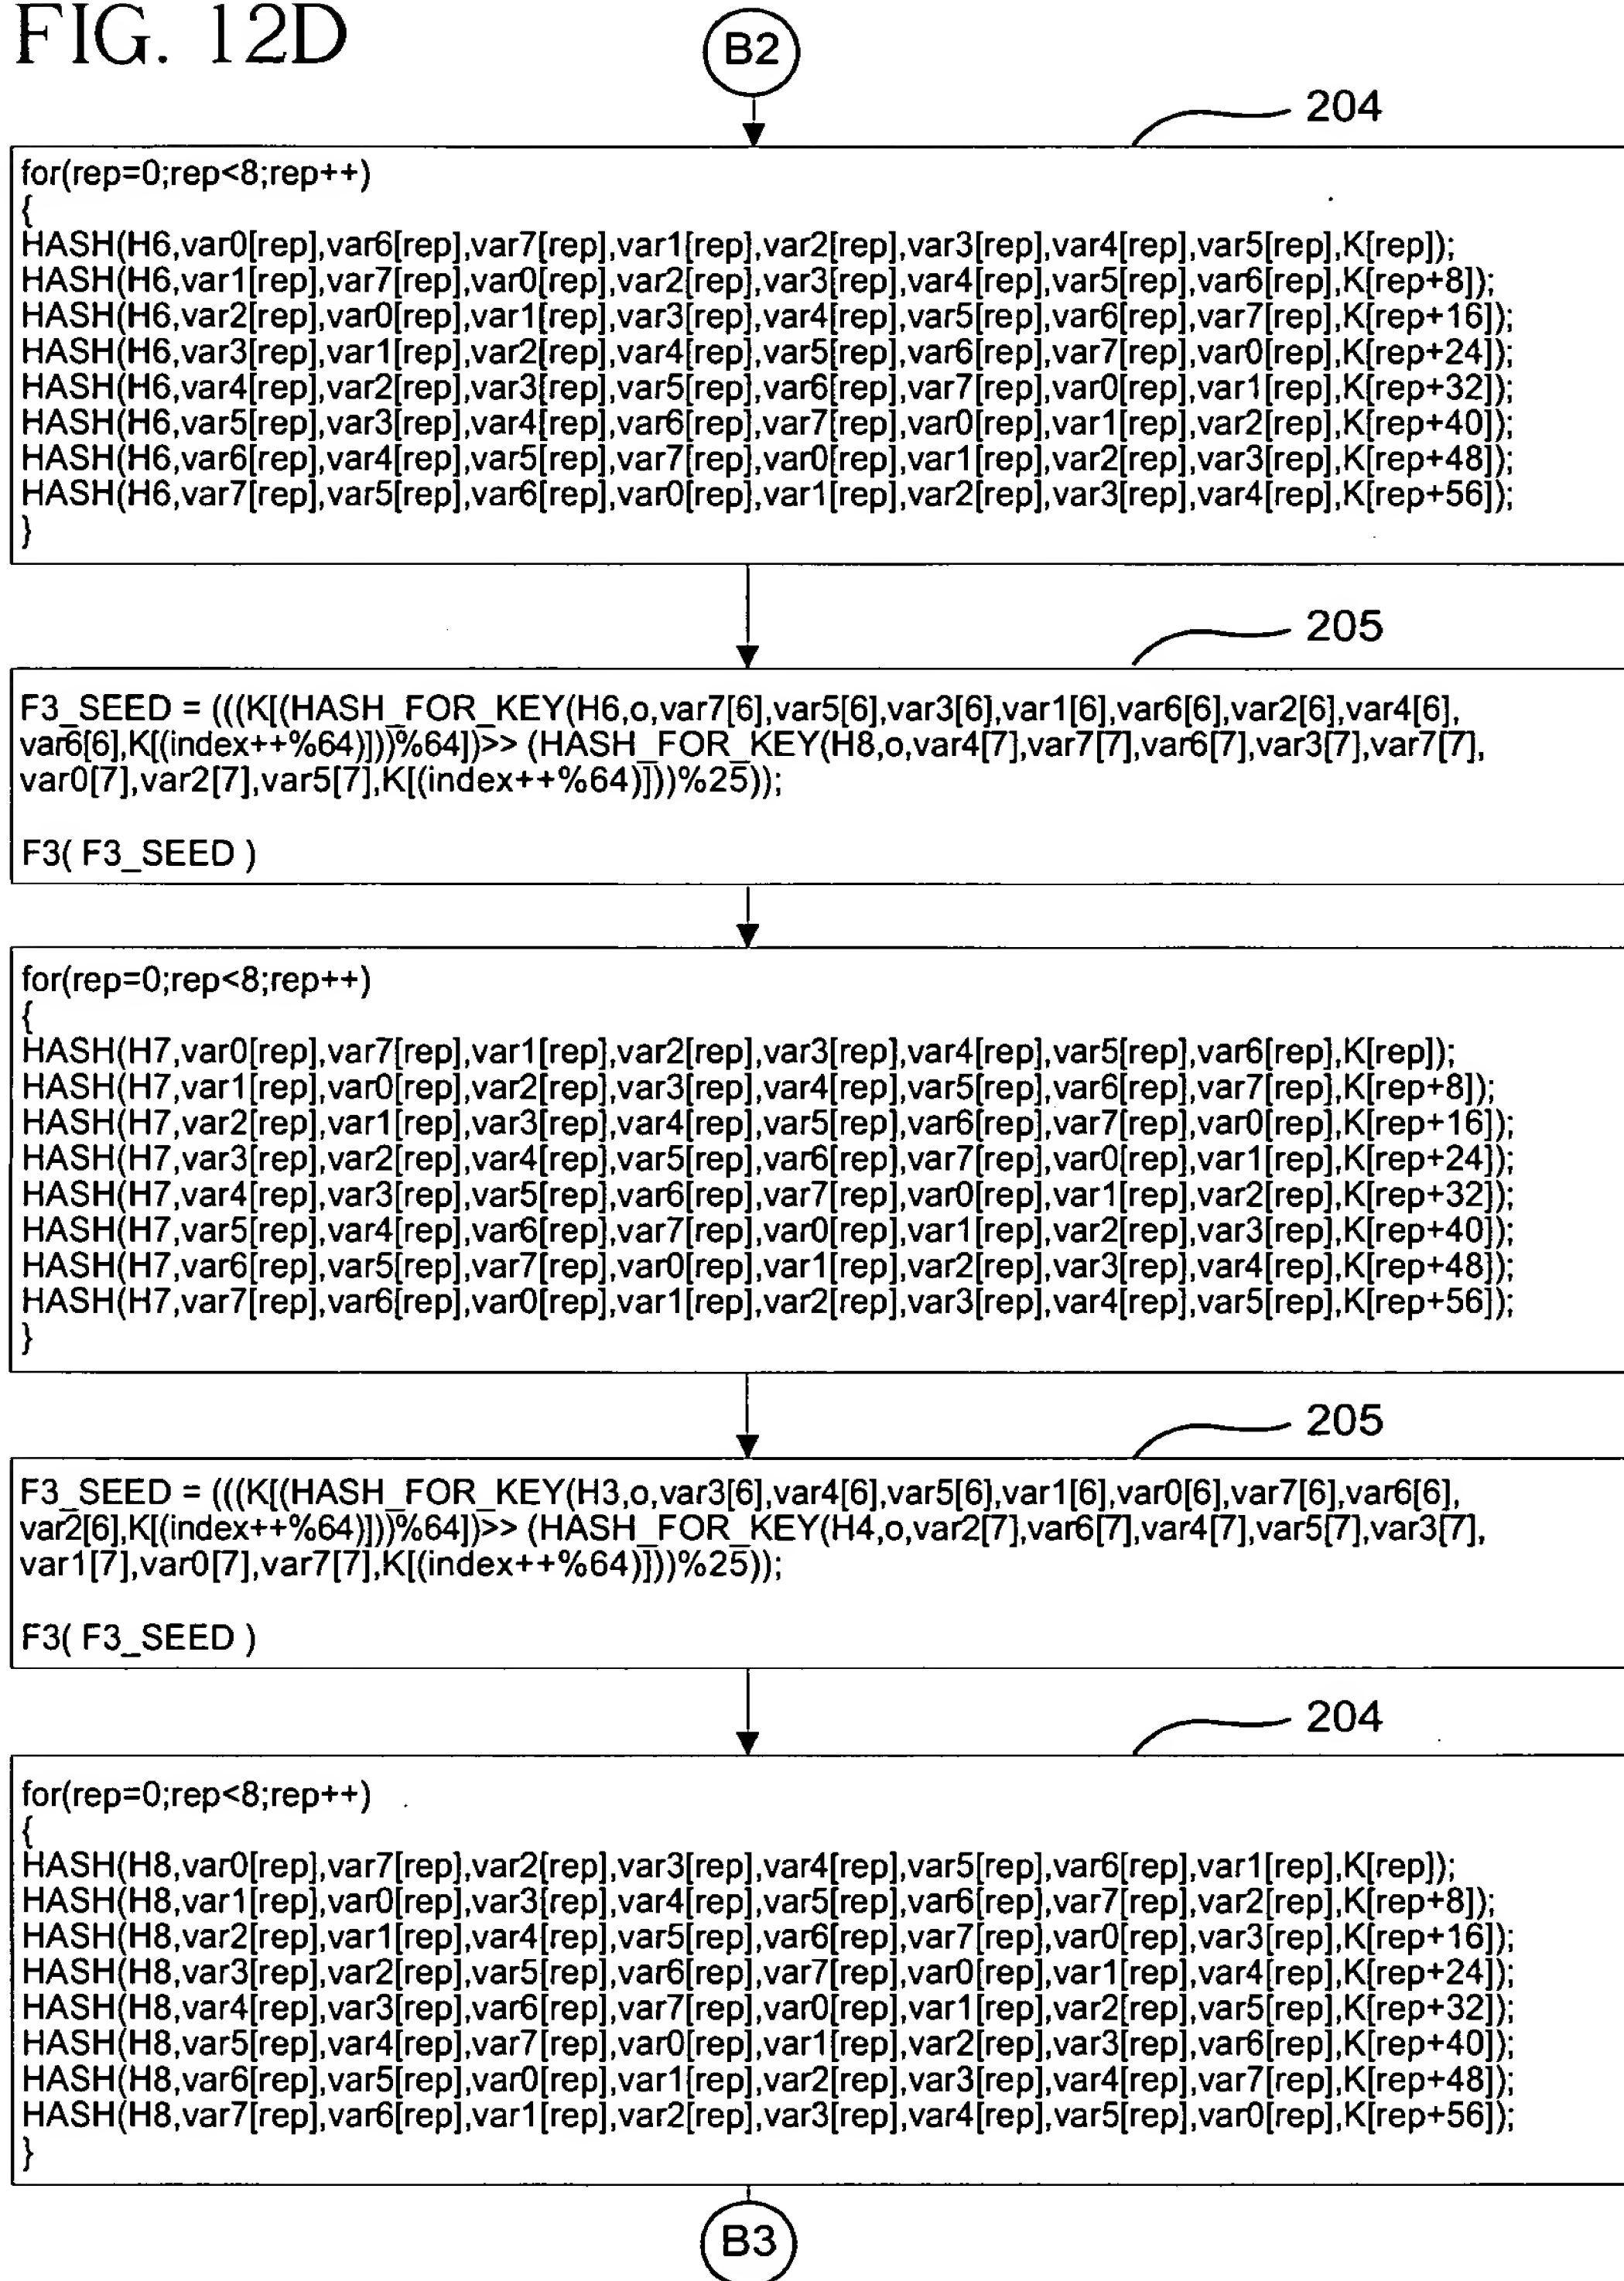 FIG. 12D
B2
204
for(rep=0;rep<8;rep++)
{
HASH(H6,var0[rep],var6[rep],var7[rep],var1[rep],var2[rep],var3[rep],var4[rep],var5[rep],K[rep]);
HASH(H6,var1[rep],var7[rep],var0[rep],var2[rep],var3[rep],var4[rep],var5[rep],var6[rep],K[rep+8]);
HASH(H6,var2[rep],var0[rep],var1[rep],var3[rep],var4[rep],var5[rep],var6[rep],var7[rep],K[rep+16]);
HASH(H6,var3[rep],var1[rep],var2[rep],var4[rep],var5[rep],var6[rep],var7[rep],var0[rep],K[rep+24]);
HASH(H6,var4[rep],var2[rep],var3[rep],var5[rep],var6[rep],var7[rep],var0[rep],var1[rep],K[rep+32]);
HASH(H6,var5[rep],var3[rep],var4[rep],var6[rep],var7[rep],var0[rep],var1[rep],var2[rep],K[rep+40]);
HASH(H6,var6[rep],var4[rep],var5[rep],var7[rep],var0[rep],var1[rep],var2[rep],var3[rep],K[rep+48]);
HASH(H6,var7[rep],var5[rep],var6[rep],var0[rep],var1[rep],var2[rep],var3[rep],var4[rep],K[rep+56]);
}
205
F3_SEED = (((K[(HASH_FOR_KEY(H6,o,var7[6],var5[6],var3[6],var1[6],var6[6],var2[6],var4[6],
var6[6],K[(index++%64)]))%64])>> (HASH_FOR_KEY(H8,o,var4[7],var7[7],var6[7],var3[7],var7[7],
var0[7],var2[7],var5[7],K[(index++%64)]))%25));
F3( F3_SEED )
for(rep=0;rep<8;rep++)
{
HASH(H7,var0[rep],var7[rep],var1[rep],var2[rep],var3[rep],var4[rep],var5[rep],var6[rep],K[rep]);
HASH(H7,var1[rep],var0[rep],var2[rep],var3[rep],var4[rep],var5[rep],var6[rep],var7[rep],K[rep+8]);
HASH(H7,var2[rep],var1[rep],var3[rep],var4[rep],var5[rep],var6[rep],var7[rep],var0[rep],K[rep+16]);
HASH(H7,var3[rep],var2[rep],var4[rep],var5[rep],var6[rep],var7[rep],var0[rep],var1[rep],K[rep+24]);
HASH(H7,var4[rep],var3[rep],var5[rep],var6[rep],var7[rep],var0[rep],var1[rep],var2[rep],K[rep+32]);
HASH(H7,var5[rep],var4[rep],var6[rep],var7[rep],var0[rep],var1[rep],var2[rep],var3[rep],K[rep+40]);
HASH(H7,var6[rep],var5[rep],var7[rep],var0[rep],var1[rep],var2[rep],var3[rep],var4[rep],K[rep+48]);
HASH(H7,var7[rep],var6[rep],var0[rep],var1[rep],var2[rep],var3[rep],var4[rep],var5[rep],K[rep+56]);
}
205
F3_SEED = (((K[(HASH_FOR_KEY(H3,o,var3[6],var4[6],var5[6],var1[6],var0[6],var7[6],var6[6],
var2[6],K[(index++%64)]))%64])>> (HASH_FOR_KEY(H4,o,var2[7],var6[7],var4[7],var5[7],var3[7],
var1[7],var0[7],var7[7],K[(index++%64)]))%25));
F3( F3_SEED )
204
for(rep=0;rep<8;rep++)
{
HASH(H8,var0[rep],var7[rep],var2[rep],var3[rep],var4[rep],var5[rep],var6[rep],var1[rep],K[rep]);
HASH(H8,var1[rep],var0[rep],var3[rep],var4[rep],var5[rep],var6[rep],var7[rep],var2[rep],K[rep+8]);
HASH(H8,var2[rep],var1[rep],var4[rep],var5[rep],var6[rep],var7[rep],var0[rep],var3[rep],K[rep+16]);
HASH(H8,var3[rep],var2[rep],var5[rep],var6[rep],var7[rep],var0[rep],var1[rep],var4[rep],K[rep+24]);
HASH(H8,var4[rep],var3[rep],var6[rep],var7[rep],var0[rep],var1[rep],var2[rep],var5[rep],K[rep+32]);
HASH(H8,var5[rep],var4[rep],var7[rep],var0[rep],var1[rep],var2[rep],var3[rep],var6[rep],K[rep+40]);
HASH(H8,var6[rep],var5[rep],var0[rep],var1[rep],var2[rep],var3[rep],var4[rep],var7[rep],K[rep+48]);
HASH(H8,var7[rep],var6[rep],var1[rep],var2[rep],var3[rep],var4[rep],var5[rep],var0[rep],K[rep+56]);
}
B3